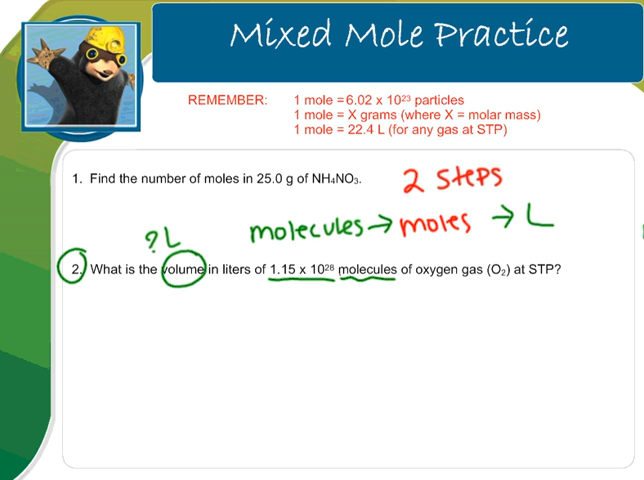 Mixed Mole Practice
REMEMBER: 1 mole = 6.02 x 10²³ particles
1 mole = X grams (where X = molar mass)
1 mole = 22.4 L (for any gas at STP)
1. Find the number of moles in 25.0 g of NH₄NO₃.
2 steps
molecules → moles → L
? L
2. What is the volume in liters of 1.15 x 10²⁶ molecules of oxygen gas (O₂) at STP?